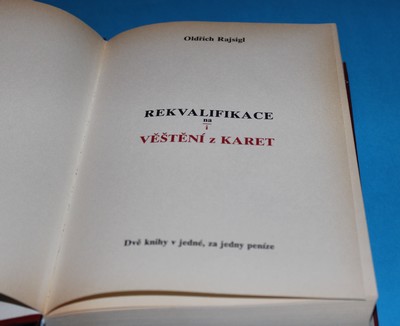 Oldřich Rajsigl
REKVALIFIKACE
na
i
VĚŠTĚNÍ z KARET
Dvě knihy v jedné, za jedny peníze